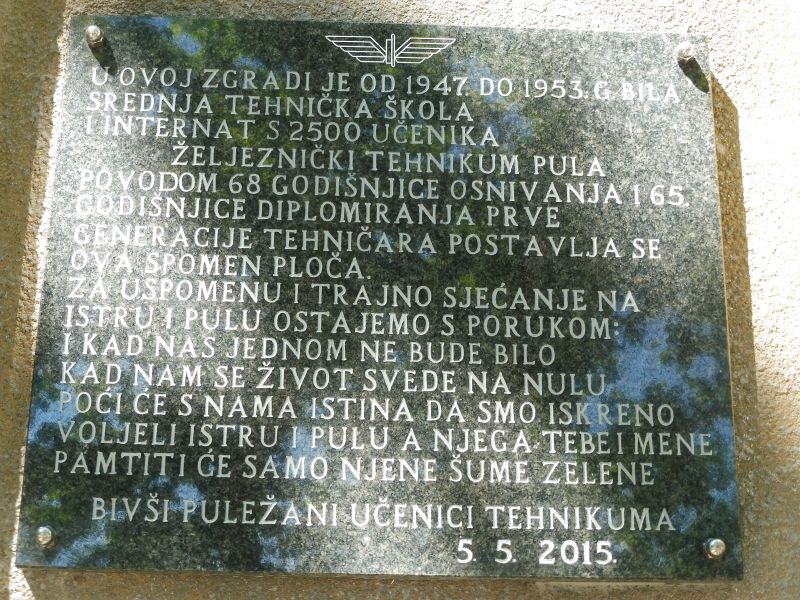 U OVOJ ZGRADI JE OD 1947. DO 1953. G. BILA
SREDNJA TEHNIČKA ŠKOLA
I INTERNAT S 2500 UČENIKA
ŽELJEZNIČKI TEHNIKUM PULA
POVODOM 68 GODIŠNJICE OSNIVANJA I 65.
GODIŠNJICE DIPLOMIRANJA PRVE
GENERACIJE TEHNIČARA POSTAVLJA SE
OVA SPOMEN PLOČA.
ZA USPOMENU I TRAJNO SJEĆANJE NA
ISTRU I PULU OSTAJEMO S PORUKOM:
I KAD NAS JEDNOM NE BUDE BILO
KAD NAM SE ŽIVOT SVEDE NA NULU
POĆI ĆE S NAMA ISTINA DA SMO ISKRENO
VOLJELI ISTRU I PULU A NJEGA TEBE I MENE
PAMTITI ĆE SAMO NJENE ŠUME ZELENE
BIVŠI PULEŽANI UČENICI TEHNIKUMA
5. 5. 2015.